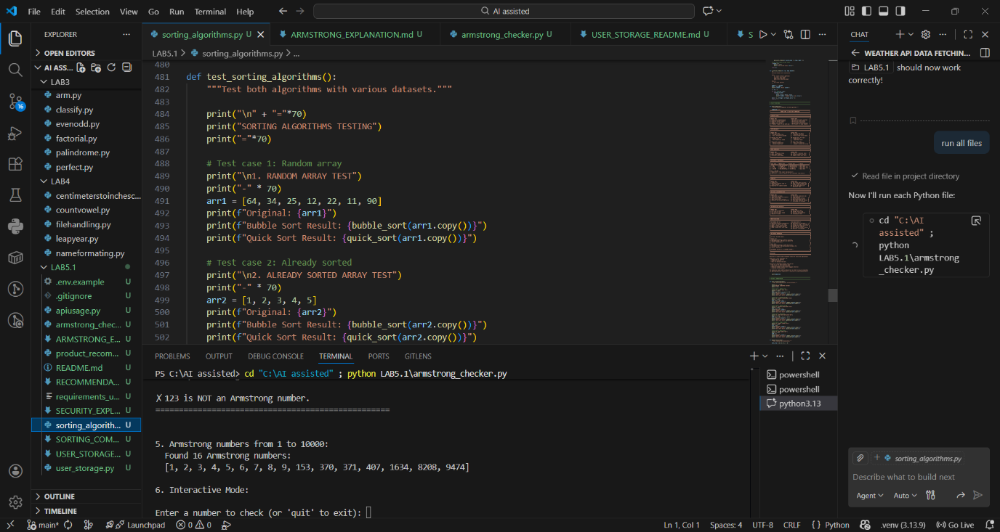 File Edit Selection View Go Run Terminal Help
AI assisted
EXPLORER
OPEN EDITORS
AI ASS...
LAB3
arm.py
classify.py
evenodd.py
factorial.py
palindrome.py
perfect.py
LAB4
centimeterstoinchesc...
countvowel.py
filehandling.py
leapyear.py
nameformating.py
LAB5.1
.env.example U
.gitignore U
apiusage.py U
armstrong_chec... U
ARMSTRONG_E... U
product_recom... U
README.md U
RECOMMENDA... U
requirements_u... U
SECURITY_EXPL... U
sorting_algorith... U
SORTING_COM... U
USER_STORAGE... U
user_storage.py U
OUTLINE
TIMELINE
16
sorting_algorithms.py U
ARMSTRONG_EXPLANATION.md U
armstrong_checker.py U
USER_STORAGE_README.md U
S
LAB5.1 > sorting_algorithms.py > ...
480
481 def test_sorting_algorithms():
482 """Test both algorithms with various datasets."""
483
484 print("\n" + "="*70)
485 print("SORTING ALGORITHMS TESTING")
486 print("="*70)
487
488 # Test case 1: Random array
489 print("\n1. RANDOM ARRAY TEST")
490 print("-" * 70)
491 arr1 = [64, 34, 25, 12, 22, 11, 90]
492 print(f"Original: {arr1}")
493 print(f"Bubble Sort Result: {bubble_sort(arr1.copy())}")
494 print(f"Quick Sort Result: {quick_sort(arr1.copy())}")
495
496 # Test case 2: Already sorted
497 print("\n2. ALREADY SORTED ARRAY TEST")
498 print("-" * 70)
499 arr2 = [1, 2, 3, 4, 5]
500 print(f"Original: {arr2}")
501 print(f"Bubble Sort Result: {bubble_sort(arr2.copy())}")
502 print(f"Quick Sort Result: {quick_sort(arr2.copy())}")
PROBLEMS OUTPUT DEBUG CONSOLE TERMINAL PORTS GITLENS
PS C:\AI assisted> cd "C:\AI assisted" ; python LAB5.1\armstrong_checker.py
✗ 123 is NOT an Armstrong number.
==================================================
5. Armstrong numbers from 1 to 10000:
Found 16 Armstrong numbers:
[1, 2, 3, 4, 5, 6, 7, 8, 9, 153, 370, 371, 407, 1634, 8208, 9474]
6. Interactive Mode:
Enter a number to check (or 'quit' to exit):
powershell
powershell
python3.13
CHAT
WEATHER API DATA FETCHIN...
LAB5.1 should now work
correctly!
run all files
Read file in project directory
Now I'll run each Python file:
cd "C:\AI
assisted" ;
python
LAB5.1\armstrong
_checker.py
sorting_algorithms.py
Describe what to build next
Agent Auto
main* Launchpad 0 0
Ln 1, Col 1 Spaces: 4 UTF-8 CRLF {} Python .venv (3.13.9) Go Live